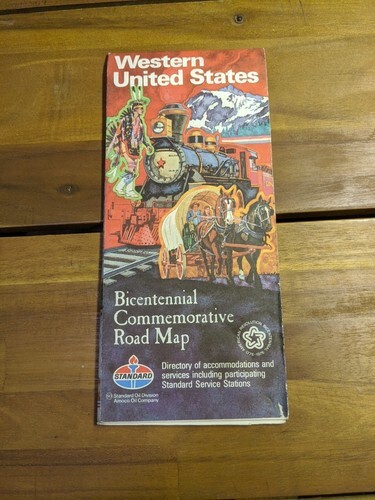 Western
United States
Bicentennial
Commemorative
Road Map
STANDARD
Directory of accommodations and
services including participating
Standard Service Stations
Standard Oil Division
Amoco Oil Company